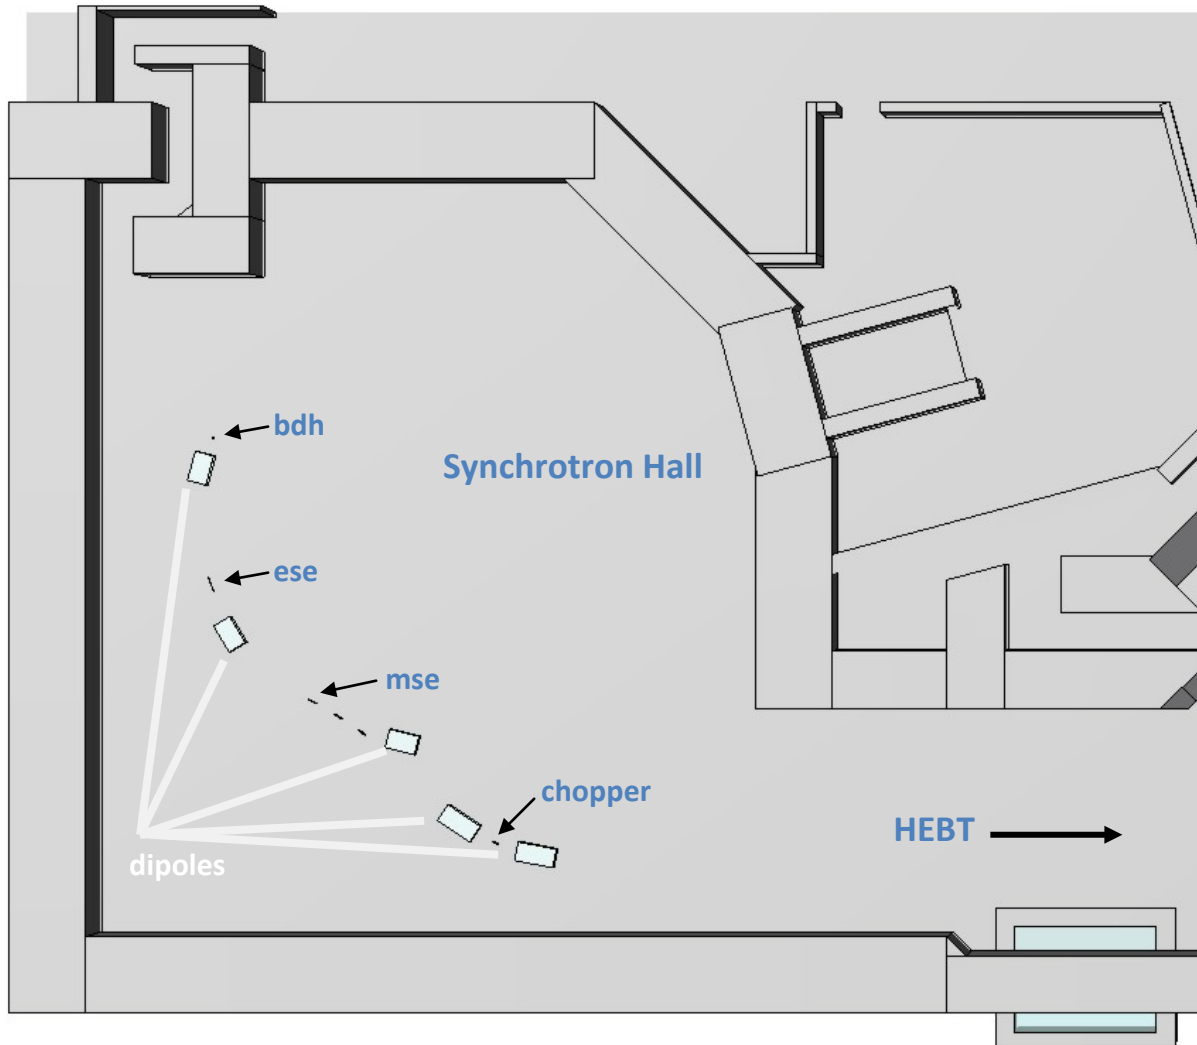 bdh
Synchrotron Hall
ese
mse
chopper
HEBT
dipoles